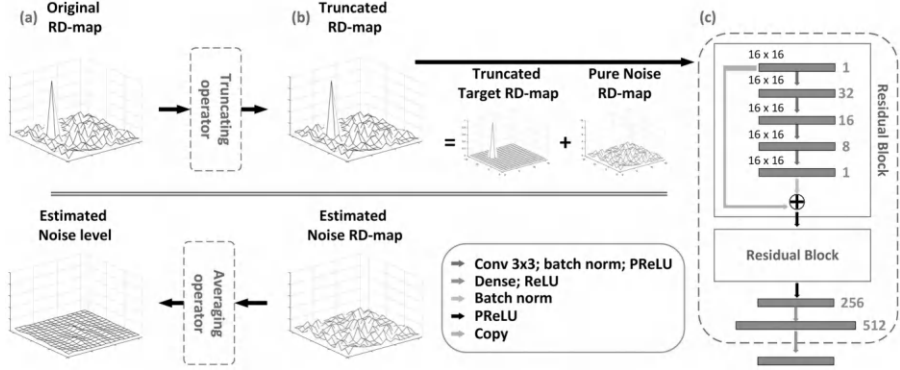 (a)
Original
RD-map
Truncating
operator
(b)
Truncated
RD-map
Truncated
Target RD-map
Pure Noise
RD-map
=
+
Estimated
Noise level
Averaging
operator
Estimated
Noise RD-map
Conv 3x3; batch norm; PReLU
Dense; ReLU
Batch norm
PReLU
Copy
(c)
16 x 16
1
16 x 16
32
16 x 16
16
16 x 16
8
16 x 16
1
Residual Block
Residual Block
256
512